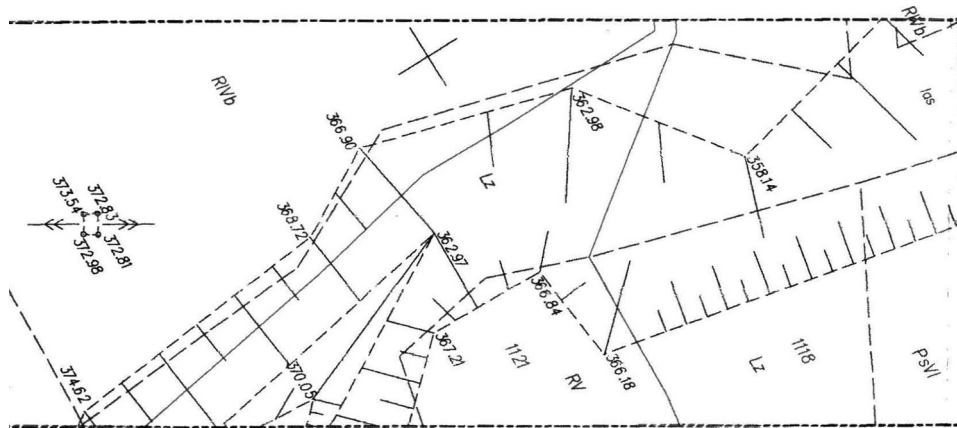 RIVb
RWb
las
366.90
362.98
358.14
Lz
373.54
372.83
372.98
372.81
368.72
362.97
366.84
367.21
370.05
374.62
1121
RV
366.18
1118
Lz
PsVI